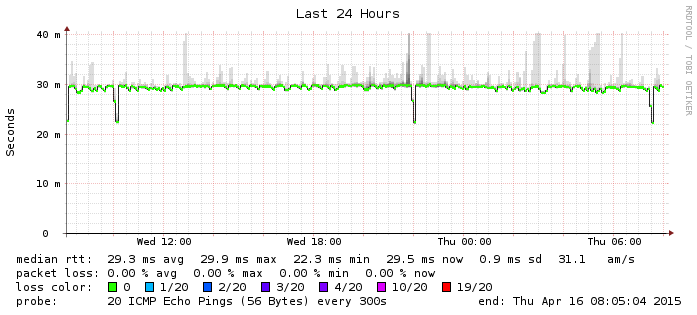 Last 24 Hours
RRDTOOL / TOBI OETIKER
Seconds
40 m
30 m
20 m
10 m
0
Wed 12:00 Wed 18:00 Thu 00:00 Thu 06:00
median rtt: 29.3 ms avg 29.9 ms max 22.3 ms min 29.5 ms now 0.9 ms sd 31.1 am/s
packet loss: 0.00 % avg 0.00 % max 0.00 % min 0.00 % now
loss color: 0 1/20 2/20 3/20 4/20 10/20 19/20
probe: 20 ICMP Echo Pings (56 Bytes) every 300s end: Thu Apr 16 08:05:04 2015